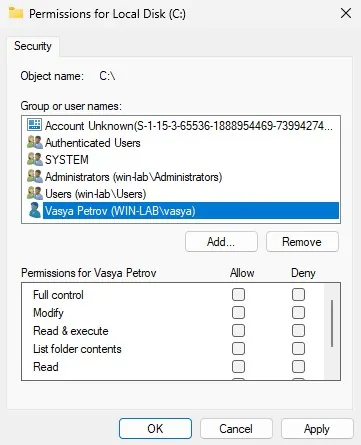 Permissions for Local Disk (C:)
Security
Object name: C:\
Group or user names:
Account Unknown(S-1-15-3-65536-1888954469-73994274...
Authenticated Users
SYSTEM
Administrators (win-lab\Administrators)
Users (win-lab\Users)
Vasya Petrov (WIN-LAB\vasya)
Add... Remove
Permissions for Vasya Petrov Allow Deny
Full control
Modify
Read & execute
List folder contents
Read
OK Cancel Apply